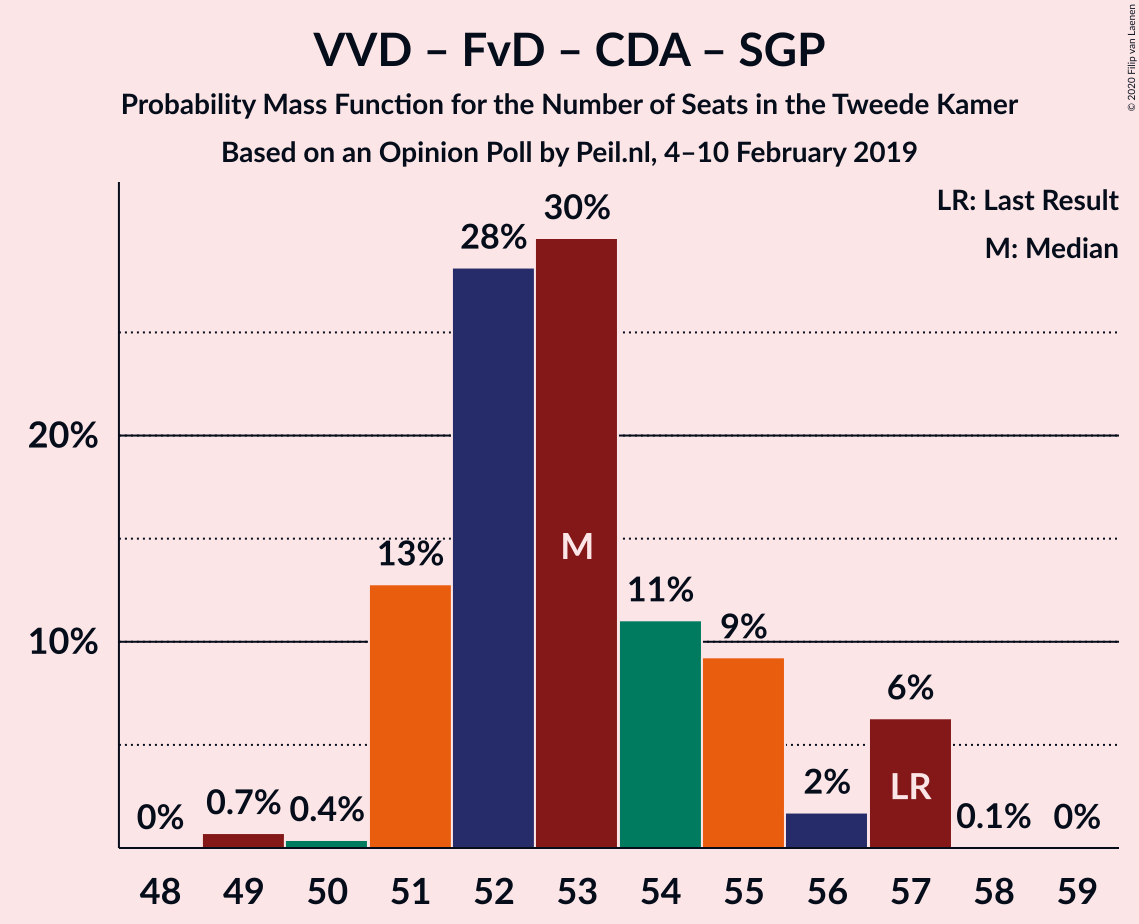 VVD – FvD – CDA – SGP
Probability Mass Function for the Number of Seats in the Tweede Kamer
Based on an Opinion Poll by Peil.nl, 4–10 February 2019
© 2020 Filip van Laenen
LR: Last Result
M: Median
30%
28%
20%
M
13%
11%
10%
9%
6%
LR
2%
0%
0.7%
0.4%
0.1%
0%
48 49 50 51 52 53 54 55 56 57 58 59